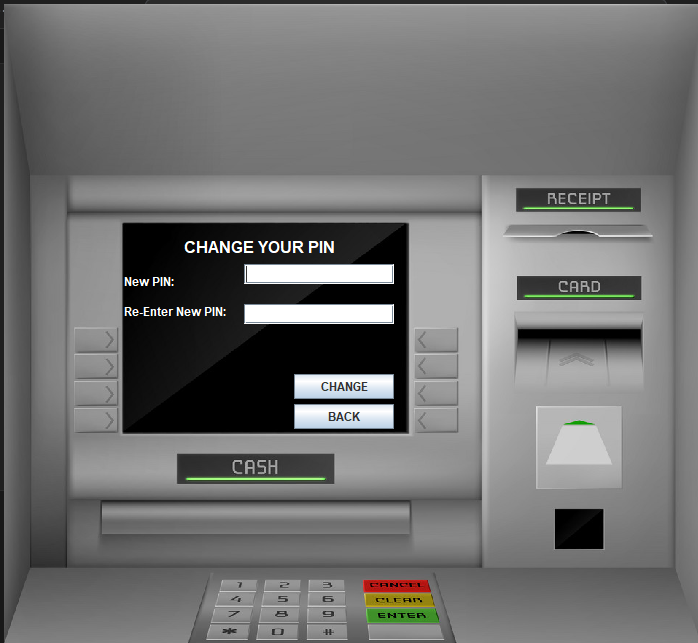 RECEIPT
CHANGE YOUR PIN
New PIN:
CARD
Re-Enter New PIN:
CHANGE
BACK
CASH
1 2 3 CANCEL
4 5 6 CLEAR
7 8 9 ENTER
* 0 #